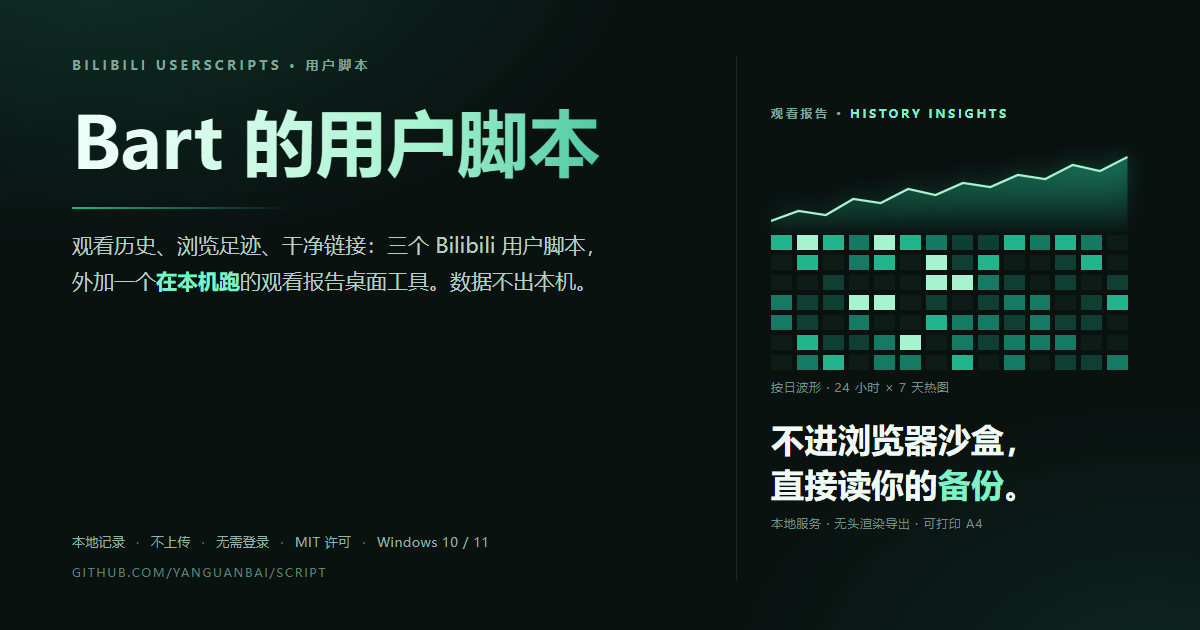 BILIBILI USERSCRIPTS • 用户脚本
Bart 的用户脚本
观看历史、浏览足迹、干净链接：三个 Bilibili 用户脚本，
外加一个在本机跑的观看报告桌面工具。数据不出本机。
本地记录 · 不上传 · 无需登录 · MIT 许可 · Windows 10 / 11
GITHUB.COM/YANGUANBAI/SCRIPT
观看报告 • HISTORY INSIGHTS
按日波形 · 24 小时 × 7 天热图
不进浏览器沙盒，
直接读你的备份。
本地服务 · 无头渲染导出 · 可打印 A4